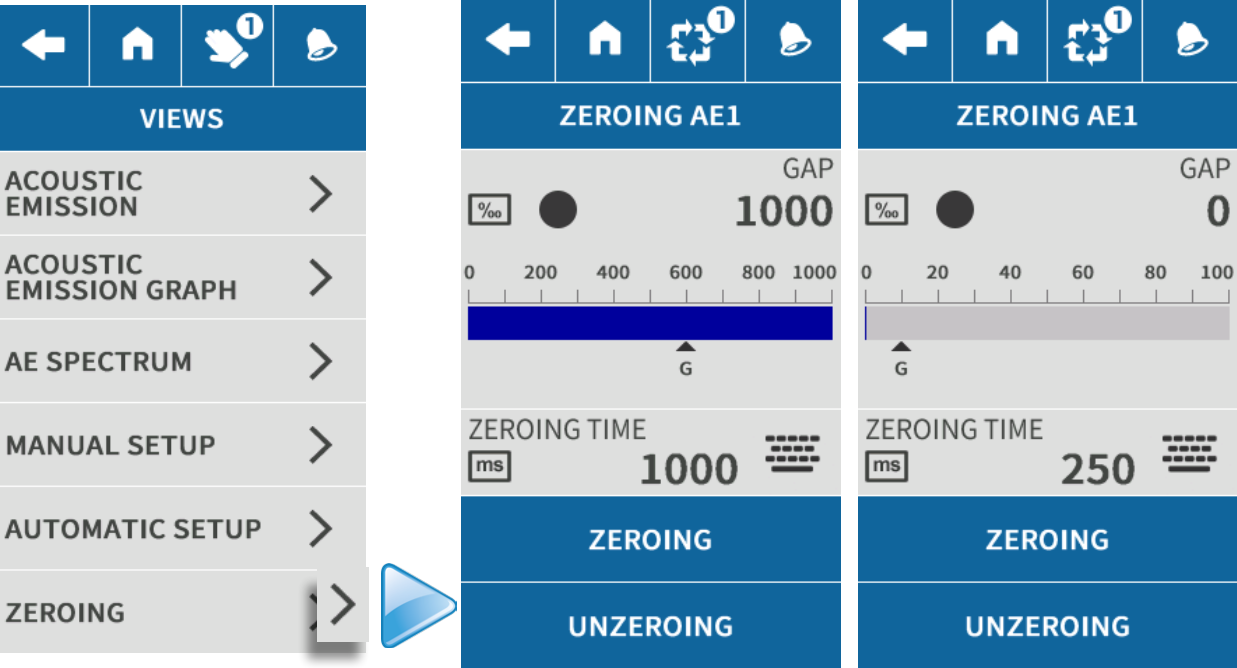 1
VIEWS
ACOUSTIC
EMISSION
ACOUSTIC
EMISSION GRAPH
AE SPECTRUM
MANUAL SETUP
AUTOMATIC SETUP
ZEROING
1
ZEROING AE1
GAP
‰ 1000
0 200 400 600 800 1000
G
ZEROING TIME
ms 1000
ZEROING
UNZEROING
1
ZEROING AE1
GAP
‰ 0
0 20 40 60 80 100
G
ZEROING TIME
ms 250
ZEROING
UNZEROING